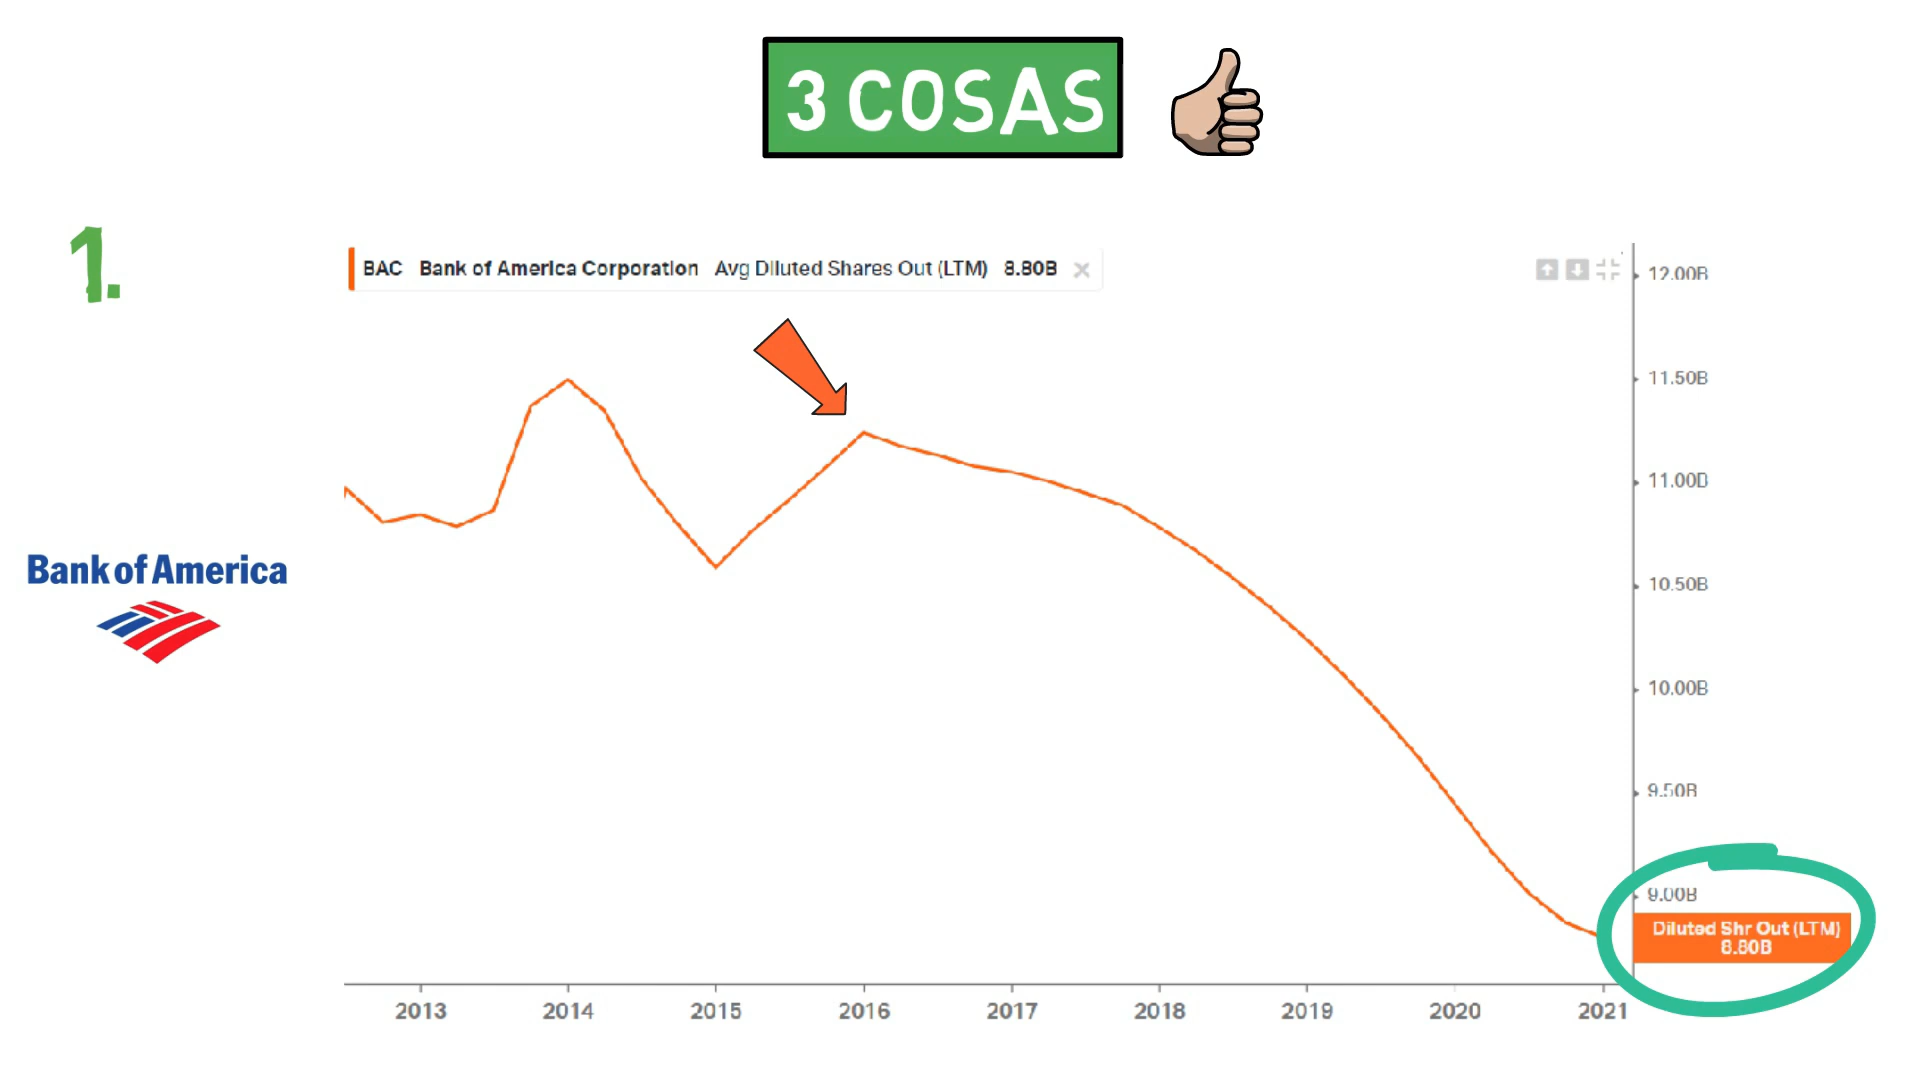 3 COSAS
1.
BAC Bank of America Corporation Avg Diluted Shares Out (LTM) 8.80B
12.00B
11.50B
11.00B
Bank of America
10.50B
10.00B
9.50B
9.00B
Diluted Shr Out (LTM)
8.80B
2013 2014 2015 2016 2017 2018 2019 2020 2021